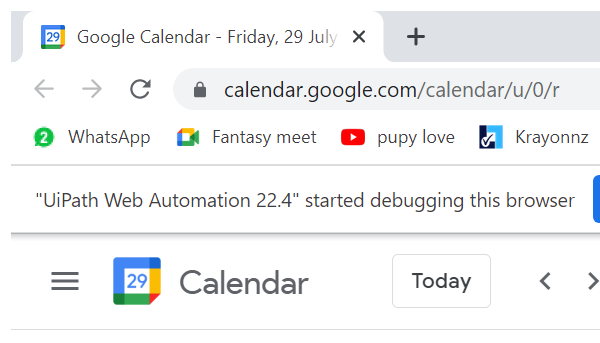 29 Google Calendar - Friday, 29 July
calendar.google.com/calendar/u/0/r
2 WhatsApp Fantasy meet pupy love Krayonnz
"UiPath Web Automation 22.4" started debugging this browser
29 Calendar Today